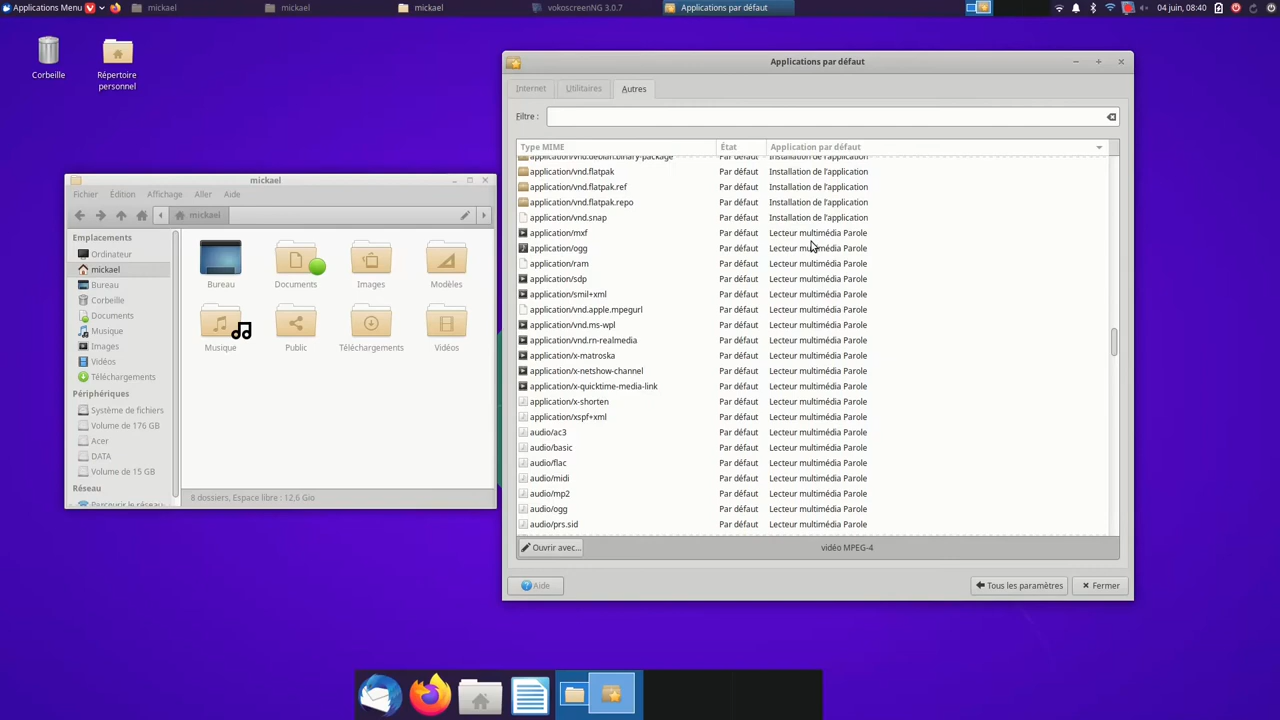 Applications Menu
mickael
mickael
mickael
vokoscreenNG 3.0.7
Applications par défaut
04 juin, 08:40
Corbeille
Répertoire
personnel
Applications par défaut
Internet
Utilitaires
Autres
Filtre :
Type MIME
État
Application par défaut
application/vnd.debian.binary-package Par défaut Installation de l'application
application/vnd.flatpak Par défaut Installation de l'application
application/vnd.flatpak.ref Par défaut Installation de l'application
application/vnd.flatpak.repo Par défaut Installation de l'application
application/vnd.snap Par défaut Installation de l'application
application/mxf Par défaut Lecteur multimédia Parole
application/ogg Par défaut Lecteur multimédia Parole
application/ram Par défaut Lecteur multimédia Parole
application/sdp Par défaut Lecteur multimédia Parole
application/smil+xml Par défaut Lecteur multimédia Parole
application/vnd.apple.mpegurl Par défaut Lecteur multimédia Parole
application/vnd.ms-wpl Par défaut Lecteur multimédia Parole
application/vnd.rn-realmedia Par défaut Lecteur multimédia Parole
application/x-matroska Par défaut Lecteur multimédia Parole
application/x-netshow-channel Par défaut Lecteur multimédia Parole
application/x-quicktime-media-link Par défaut Lecteur multimédia Parole
application/x-shorten Par défaut Lecteur multimédia Parole
application/xspf+xml Par défaut Lecteur multimédia Parole
audio/ac3 Par défaut Lecteur multimédia Parole
audio/basic Par défaut Lecteur multimédia Parole
audio/flac Par défaut Lecteur multimédia Parole
audio/midi Par défaut Lecteur multimédia Parole
audio/mp2 Par défaut Lecteur multimédia Parole
audio/ogg Par défaut Lecteur multimédia Parole
audio/prs.sid Par défaut Lecteur multimédia Parole
Ouvrir avec...
vidéo MPEG-4
Aide
Tous les paramètres
Fermer
mickael
Fichier
Édition
Affichage
Aller
Aide
mickael
Emplacements
Ordinateur
mickael
Bureau
Corbeille
Documents
Musique
Images
Vidéos
Téléchargements
Périphériques
Système de fichiers
Volume de 176 GB
Acer
DATA
Volume de 15 GB
Réseau
Parcourir le réseau
Bureau
Documents
Images
Modèles
Musique
Public
Téléchargements
Vidéos
8 dossiers, Espace libre : 12,6 Gio